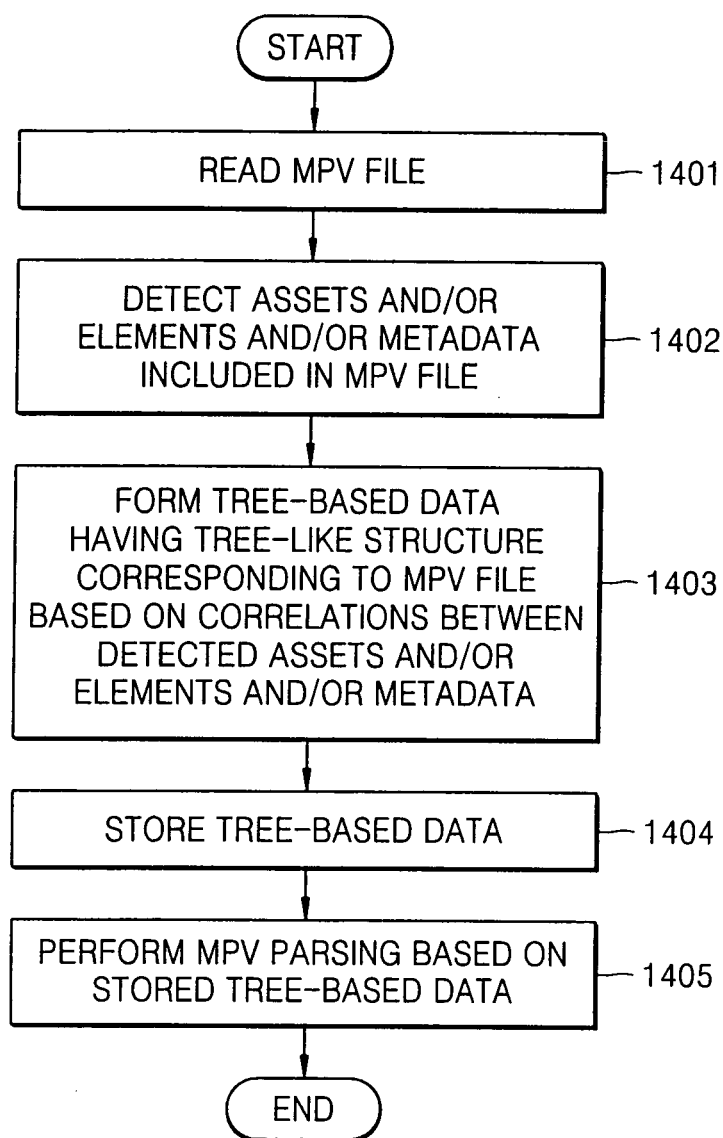 START
READ MPV FILE
1401
DETECT ASSETS AND/OR
ELEMENTS AND/OR METADATA
INCLUDED IN MPV FILE
1402
FORM TREE-BASED DATA
HAVING TREE-LIKE STRUCTURE
CORRESPONDING TO MPV FILE
BASED ON CORRELATIONS BETWEEN
DETECTED ASSETS AND/OR
ELEMENTS AND/OR METADATA
1403
STORE TREE-BASED DATA
1404
PERFORM MPV PARSING BASED ON
STORED TREE-BASED DATA
1405
END